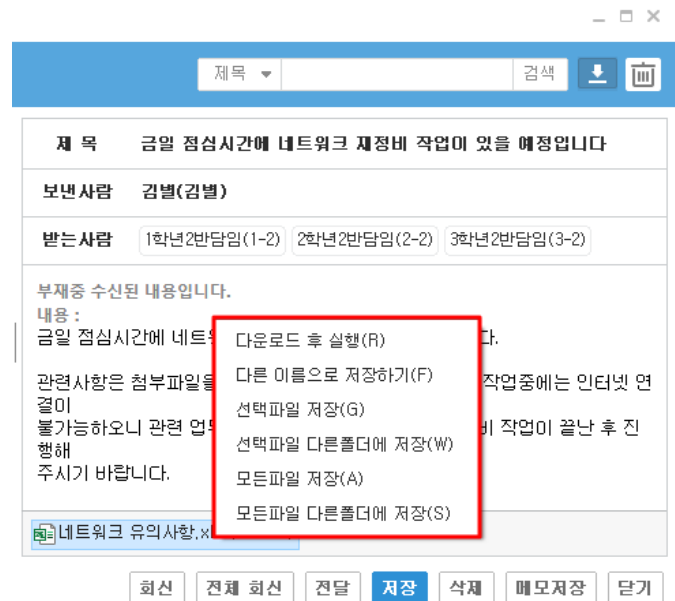 제목 검색
제 목 금일 점심시간에 네트워크 재정비 작업이 있을 예정입니다
보낸사람 김별(김별)
받는사람 1학년2반담임(1-2) 2학년2반담임(2-2) 3학년2반담임(3-2)
부재중 수신된 내용입니다.
내용 :
금일 점심시간에 네트 다.
관련사항은 첨부파일을 작업중에는 인터넷 연
결이
불가능하오니 관련 업 비 작업이 끝난 후 진
행해
주시기 바랍니다.
다운로드 후 실행(R)
다른 이름으로 저장하기(F)
선택파일 저장(G)
선택파일 다른폴더에 저장(W)
모든파일 저장(A)
모든파일 다른폴더에 저장(S)
네트워크 유의사항.x
회신 전체 회신 전달 저장 삭제 메모저장 닫기